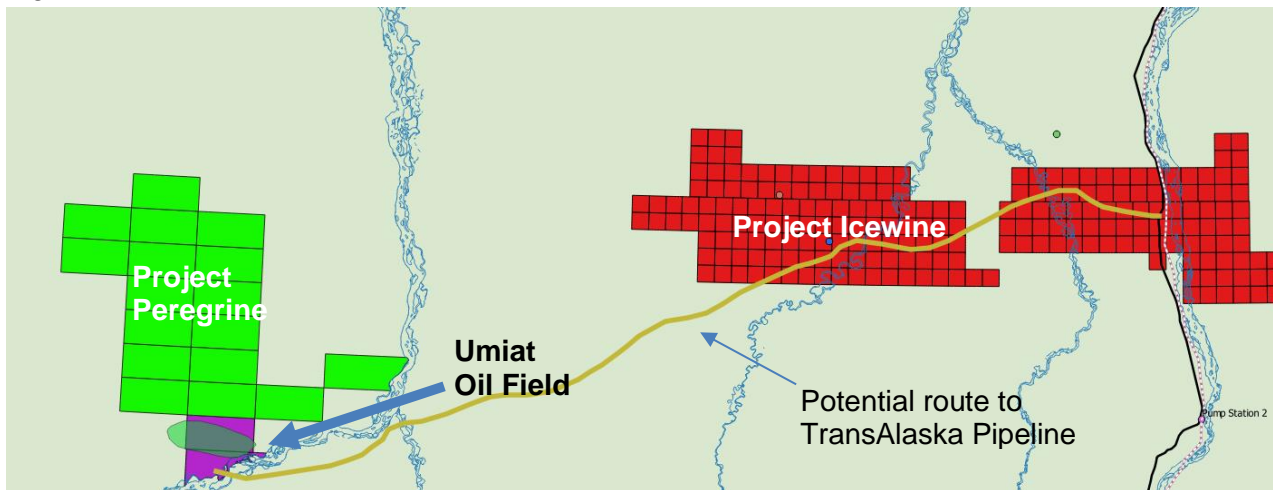 Project
Peregrine
Project Icewine
Umiat
Oil Field
Potential route to
TransAlaska Pipeline
Pump Station 2